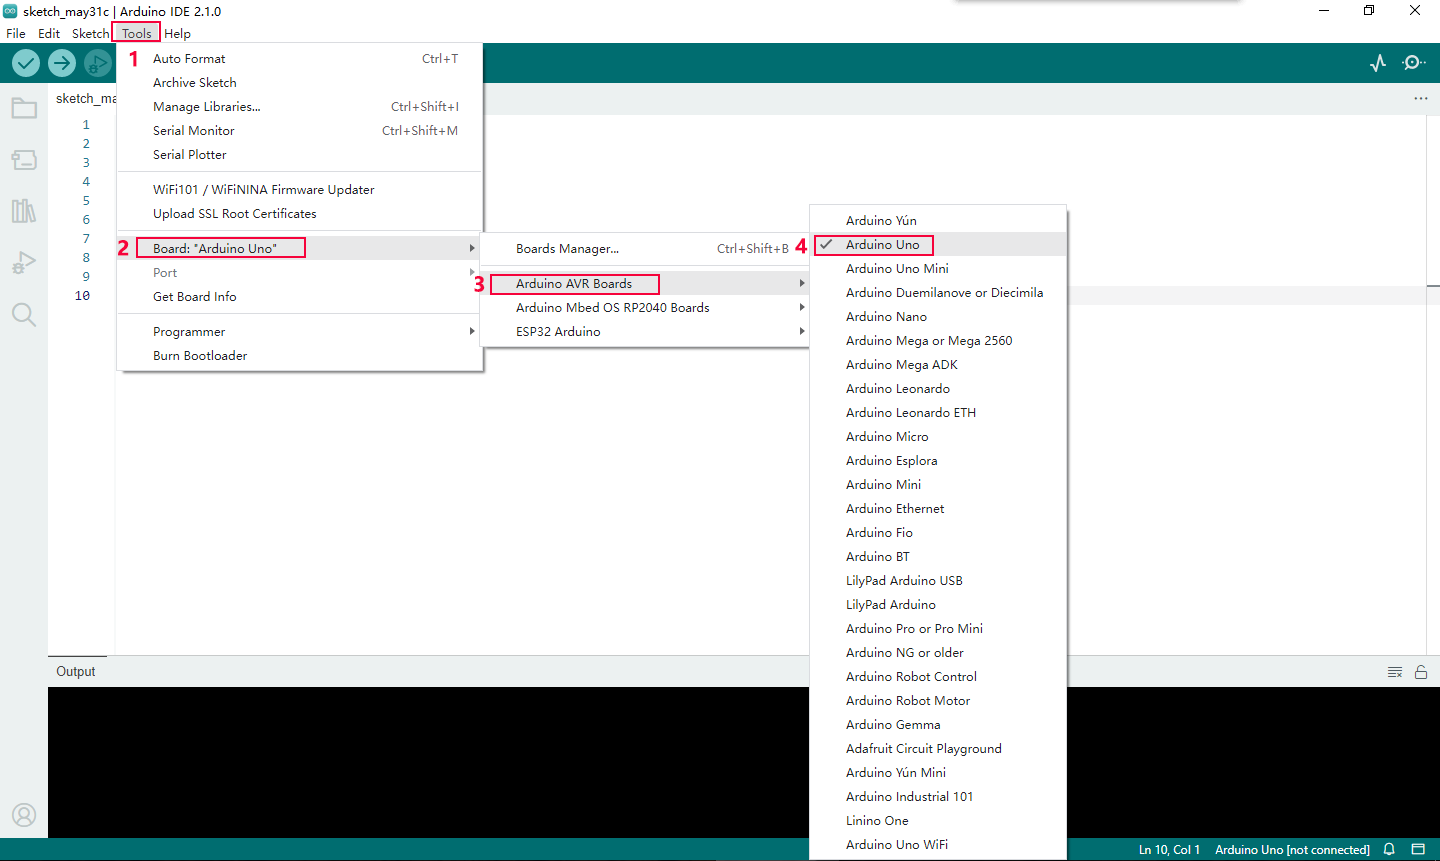 sketch_may31c | Arduino IDE 2.1.0
File Edit Sketch Tools Help
1
Auto Format Ctrl+T
Archive Sketch
Manage Libraries... Ctrl+Shift+I
Serial Monitor Ctrl+Shift+M
Serial Plotter
WiFi101 / WiFiNINA Firmware Updater
Upload SSL Root Certificates
2 Board: "Arduino Uno"
Port
Get Board Info
Programmer
Burn Bootloader
Boards Manager... Ctrl+Shift+B
3 Arduino AVR Boards
Arduino Mbed OS RP2040 Boards
ESP32 Arduino
Arduino Yún
4 Arduino Uno
Arduino Uno Mini
Arduino Duemilanove or Diecimila
Arduino Nano
Arduino Mega or Mega 2560
Arduino Mega ADK
Arduino Leonardo
Arduino Leonardo ETH
Arduino Micro
Arduino Esplora
Arduino Mini
Arduino Ethernet
Arduino Fio
Arduino BT
LilyPad Arduino USB
LilyPad Arduino
Arduino Pro or Pro Mini
Arduino NG or older
Arduino Robot Control
Arduino Robot Motor
Arduino Gemma
Adafruit Circuit Playground
Arduino Yún Mini
Arduino Industrial 101
Linino One
Arduino Uno WiFi
sketch_ma
1
2
3
4
5
6
7
8
9
10
Output
Ln 10, Col 1 Arduino Uno [not connected]